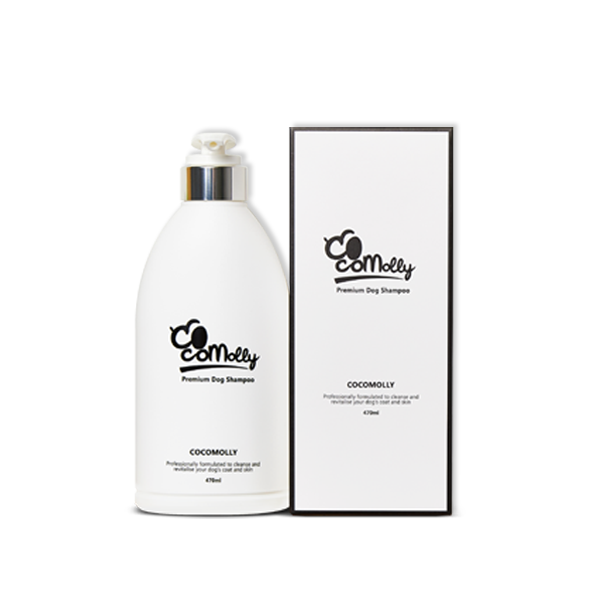 CocoMolly
Premium Dog Shampoo
COCOMOLLY
Professionally formulated to cleanse and
revitalise your dog's coat and skin
470ml
CocoMolly
Premium Dog Shampoo
COCOMOLLY
Professionally formulated to cleanse and
revitalise your dog's coat and skin
470ml